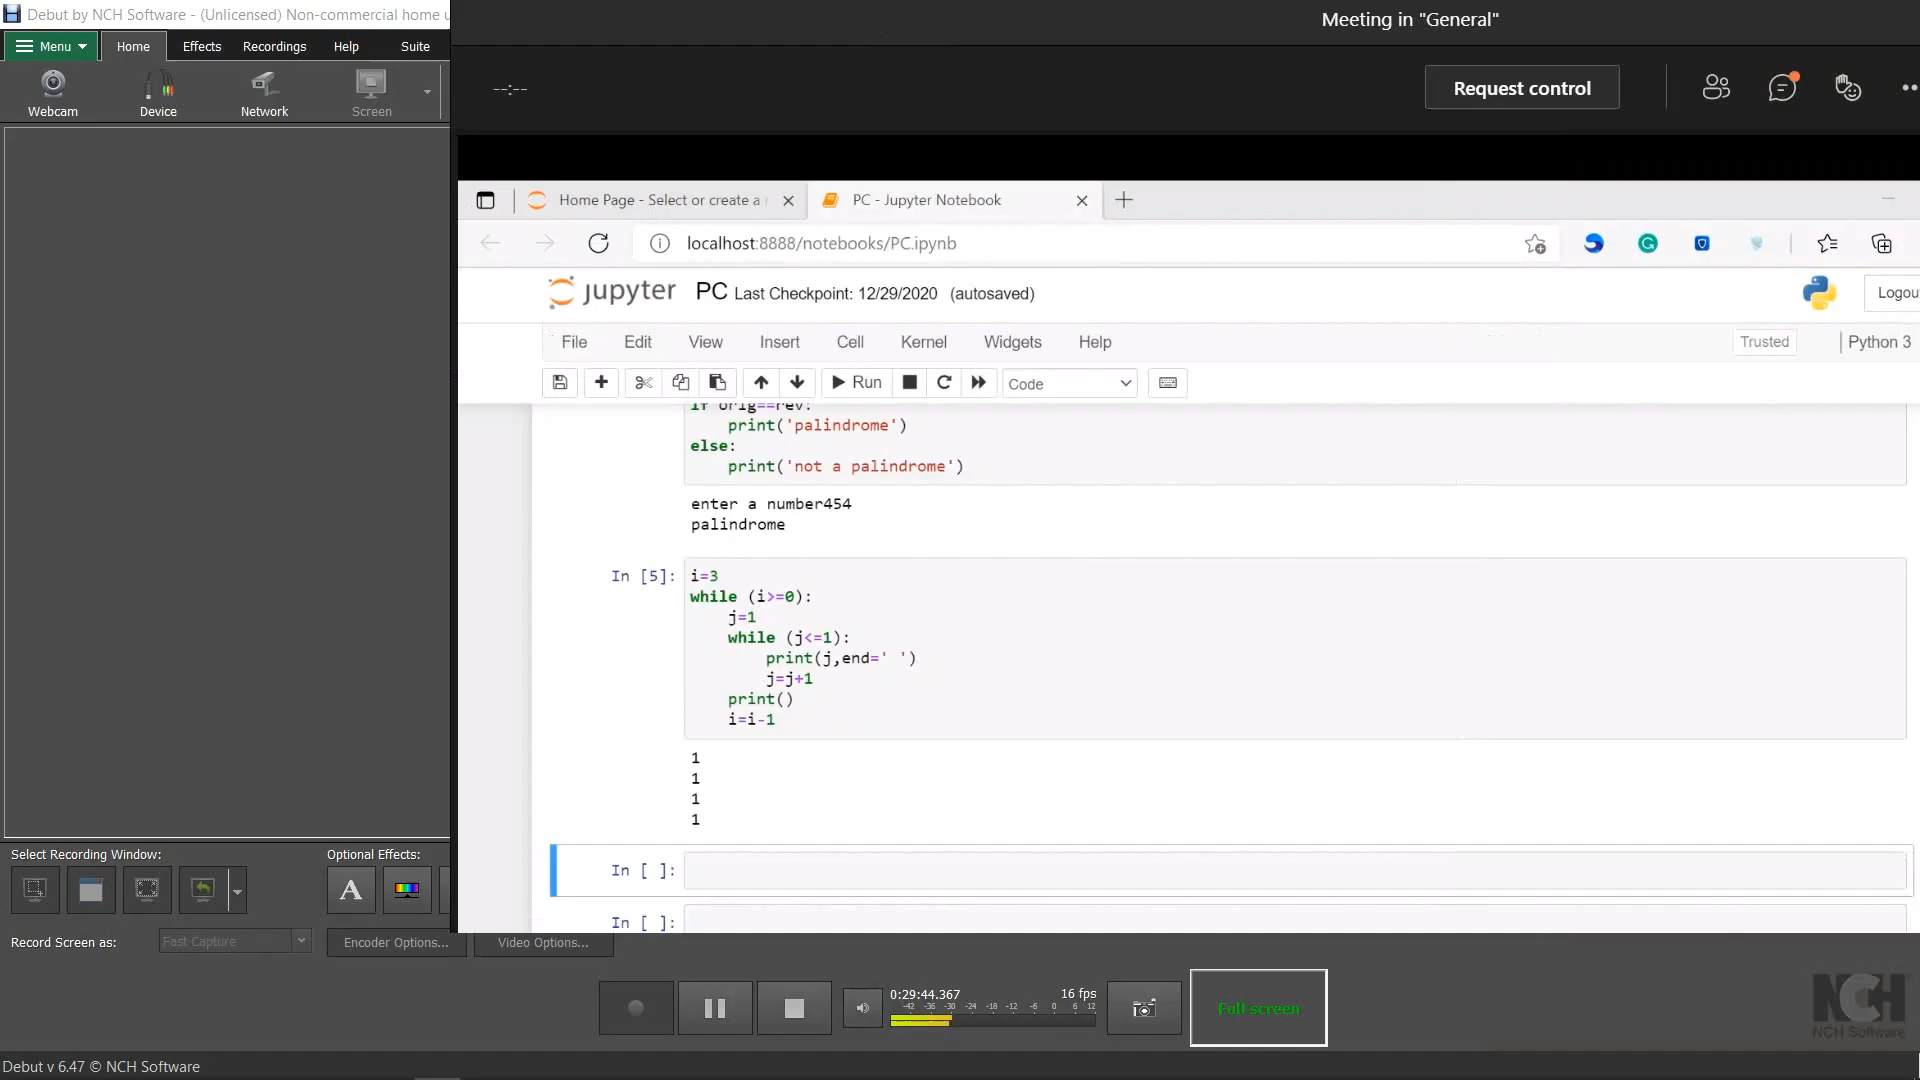 Debut by NCH Software - (Unlicensed) Non-commercial home u
Meeting in "General"
Menu Home Effects Recordings Help Suite
Webcam Device Network Screen
--:--
Request control
Home Page - Select or create a
PC - Jupyter Notebook
localhost:8888/notebooks/PC.ipynb
jupyter PC Last Checkpoint: 12/29/2020 (autosaved)
Logou
File Edit View Insert Cell Kernel Widgets Help
Trusted
Python 3
Run
Code
if orig==rev:
print('palindrome')
else:
print('not a palindrome')
enter a number454
palindrome
In [5]:
i=3
while (i>=0):
j=1
while (j<=1):
print(j,end=' ')
j=j+1
print()
i=i-1
1
1
1
1
In [ ]:
In [ ]:
Select Recording Window:
Optional Effects:
A
Record Screen as:
Fast Capture
Encoder Options...
Video Options...
0:29:44.367
16 fps
-42 -36 -30 -24 -18 -12 -6 0 6 12
Full screen
NCH
NCH Software
Debut v 6.47 © NCH Software